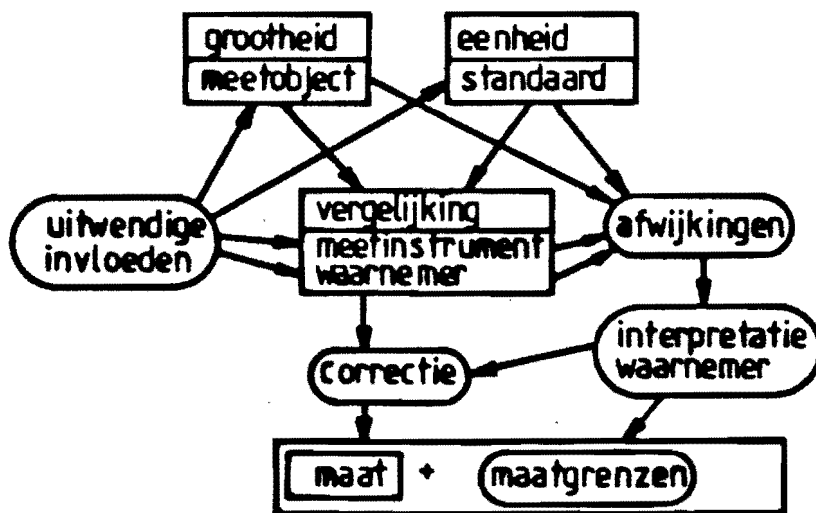 grootheid
meetobject
eenheid
standaard
uitwendige
invloeden
vergelijking
meetinstrument
waarnemer
afwijkingen
interpretatie
waarnemer
correctie
maat + maatgrenzen